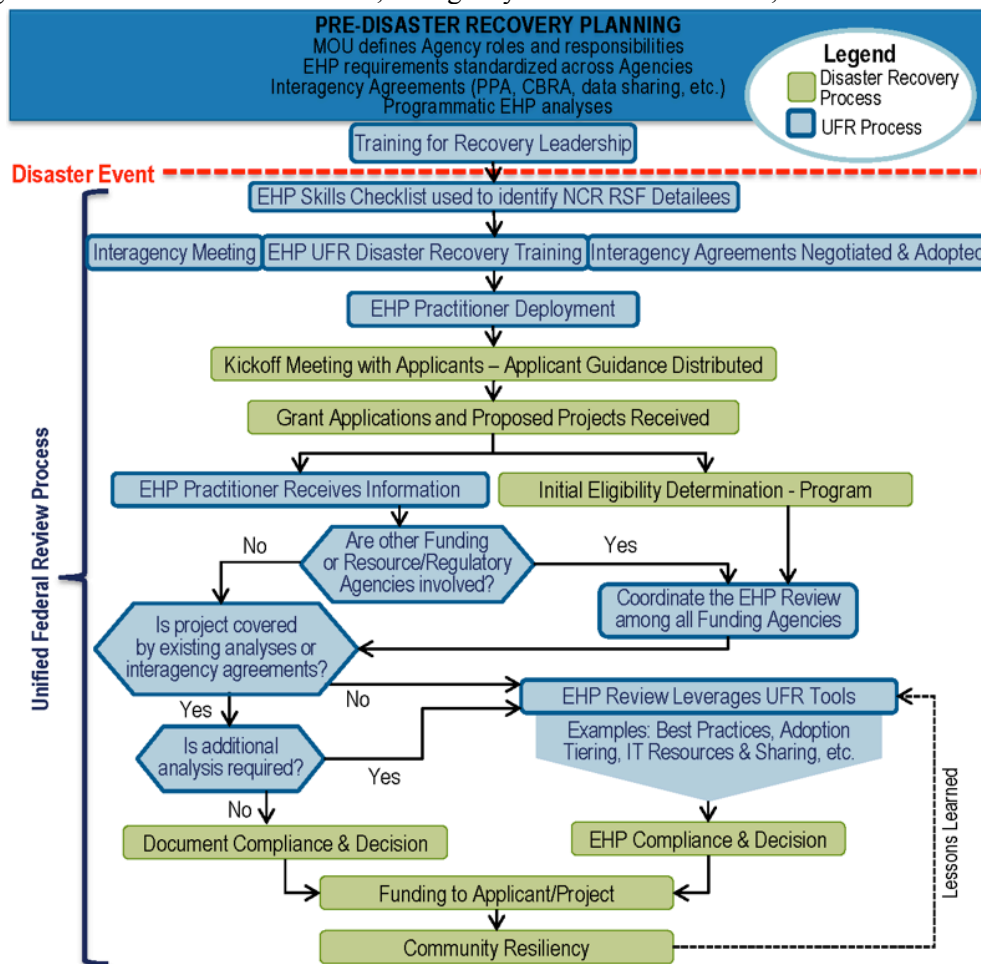 PRE-DISASTER RECOVERY PLANNING
MOU defines Agency roles and responsibilities
EHP requirements standardized across Agencies
Interagency Agreements (PPA, CBRA, data sharing, etc.)
Programmatic EHP analyses
Legend
Disaster Recovery
Process
UFR Process
Training for Recovery Leadership
Disaster Event
EHP Skills Checklist used to identify NCR RSF Detailees
Interagency Meeting
EHP UFR Disaster Recovery Training
Interagency Agreements Negotiated & Adopted
EHP Practitioner Deployment
Kickoff Meeting with Applicants – Applicant Guidance Distributed
Grant Applications and Proposed Projects Received
EHP Practitioner Receives Information
Initial Eligibility Determination - Program
No
Are other Funding
or Resource/Regulatory
Agencies involved?
Yes
Coordinate the EHP Review
among all Funding Agencies
Is project covered
by existing analyses or
interagency agreements?
No
Yes
EHP Review Leverages UFR Tools
Examples: Best Practices, Adoption
Tiering, IT Resources & Sharing, etc.
Is additional
analysis required?
Yes
No
Document Compliance & Decision
EHP Compliance & Decision
Funding to Applicant/Project
Community Resiliency
Unified Federal Review Process
Lessons Learned